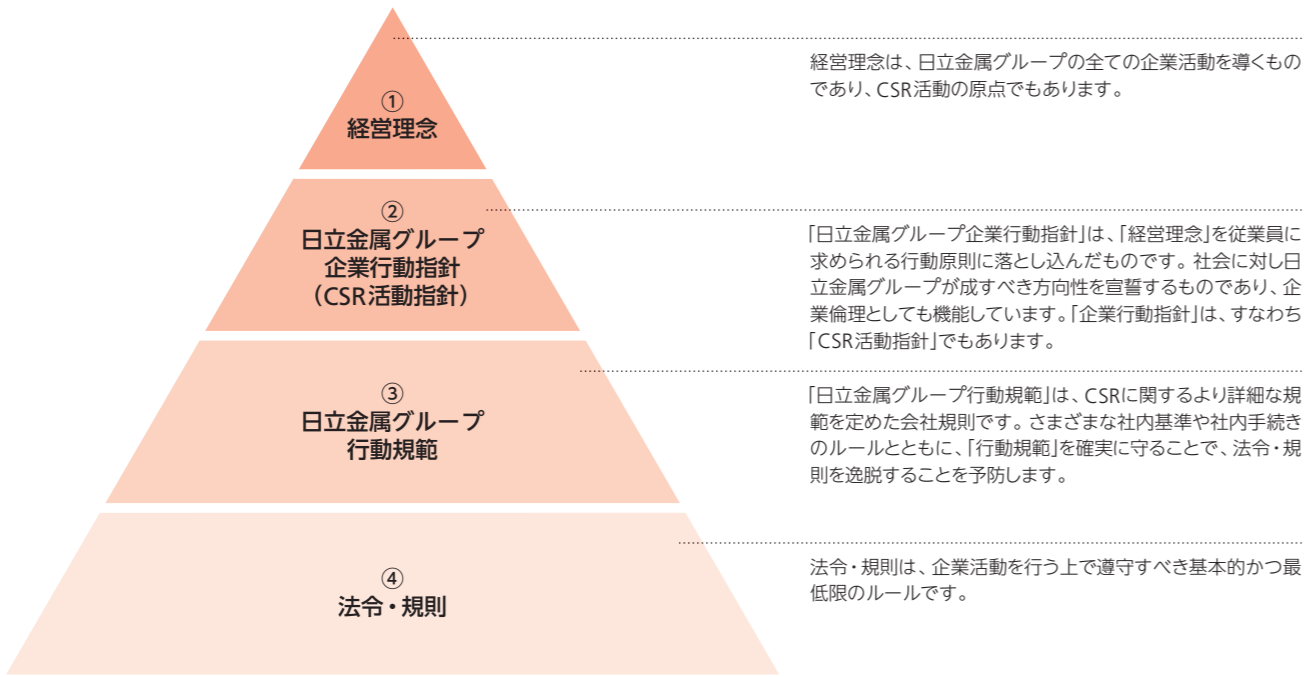 ①
経営理念
経営理念は、日立金属グループの全ての企業活動を導くもの
であり、CSR活動の原点でもあります。
②
日立金属グループ
企業行動指針
（CSR活動指針）
「日立金属グループ企業行動指針」は、「経営理念」を従業員に
求められる行動原則に落とし込んだものです。社会に対し日
立金属グループが成すべき方向性を宣誓するものであり、企
業倫理としても機能しています。「企業行動指針」は、すなわち
「CSR活動指針」でもあります。
③
日立金属グループ
行動規範
「日立金属グループ行動規範」は、CSRに関するより詳細な規
範を定めた会社規則です。さまざまな社内基準や社内手続き
のルールとともに、「行動規範」を確実に守ることで、法令・規
則を逸脱することを予防します。
④
法令・規則
法令・規則は、企業活動を行う上で遵守すべき基本的かつ最
低限のルールです。